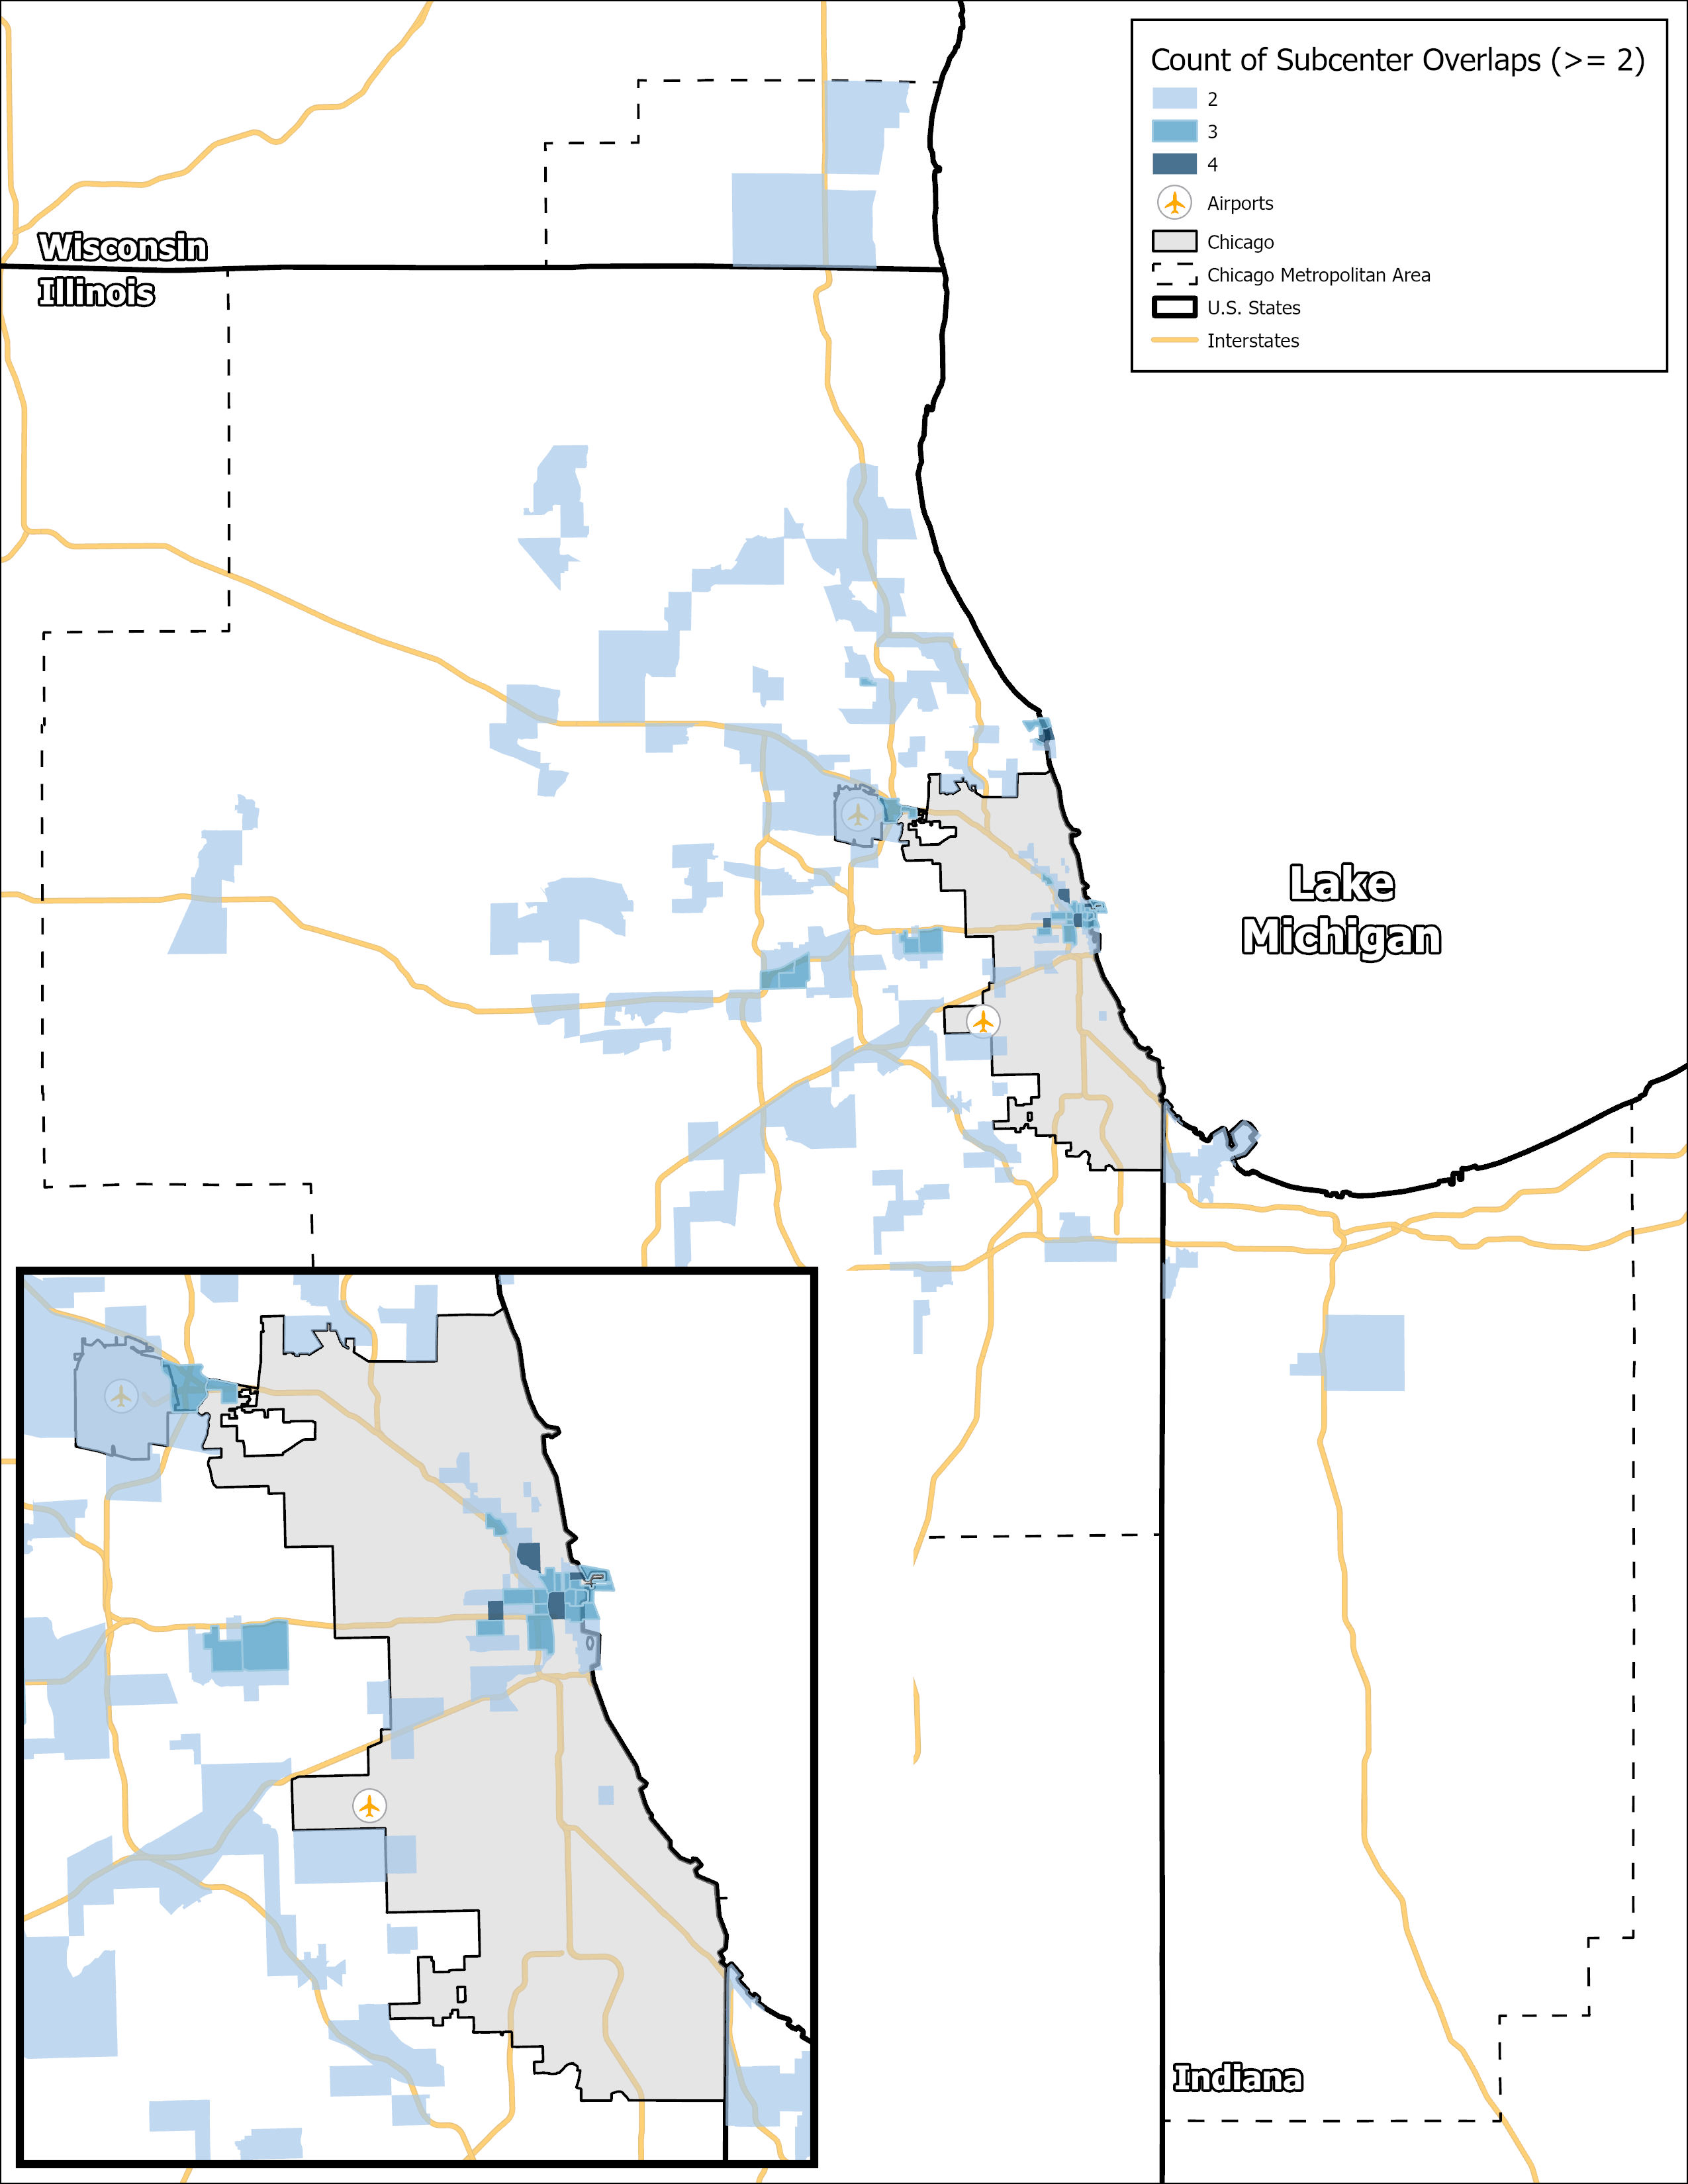 Count of Subcenter Overlaps (>= 2)
2
3
4
Airports
Chicago
Chicago Metropolitan Area
U.S. States
Interstates
Wisconsin
Illinois
Lake
Michigan
Indiana